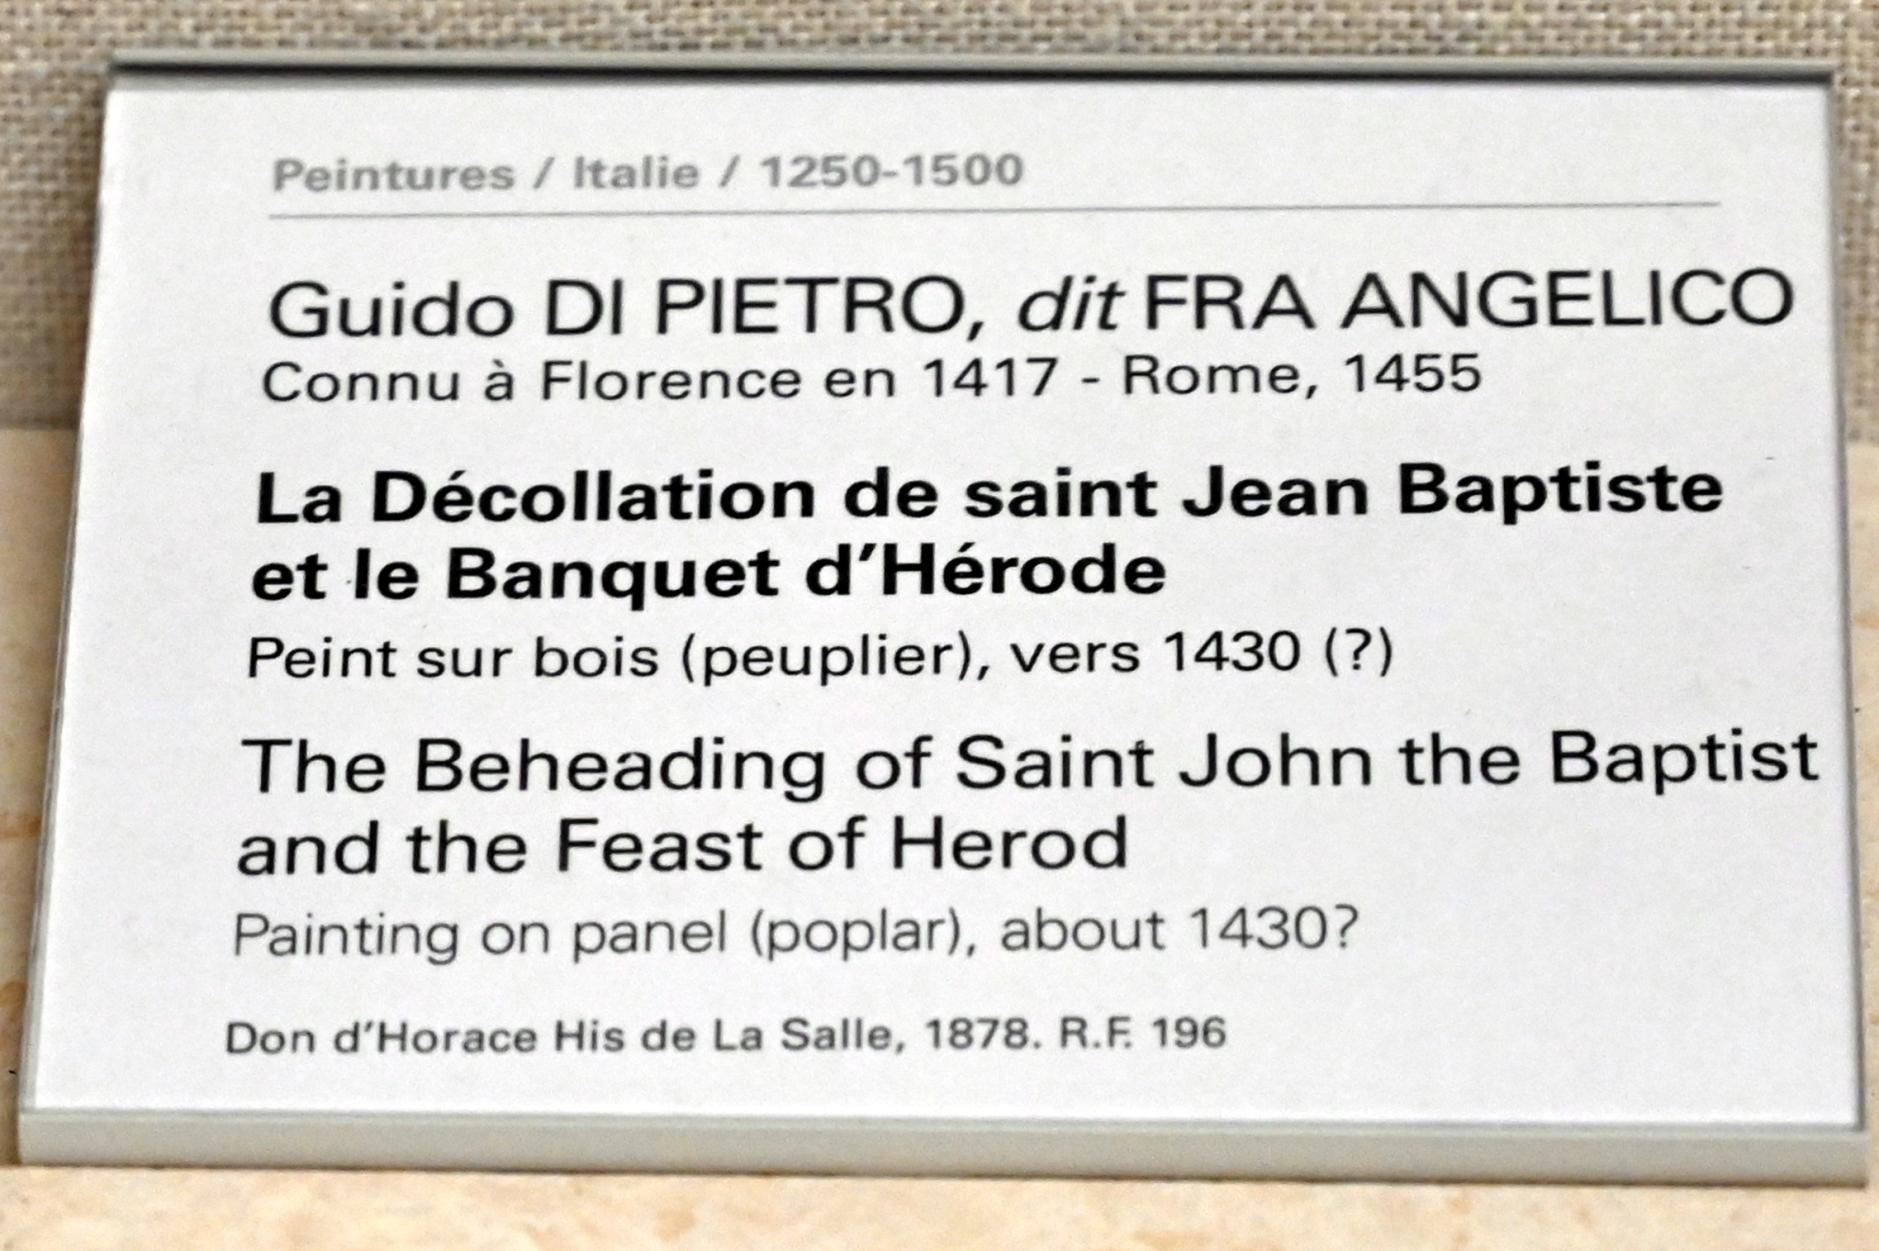 Peintures / Italie / 1250-1500
Guido DI PIETRO, dit FRA ANGELICO
Connu à Florence en 1417 - Rome, 1455
La Décollation de saint Jean Baptiste
et le Banquet d'Hérode
Peint sur bois (peuplier), vers 1430 (?)
The Beheading of Saint John the Baptist
and the Feast of Herod
Painting on panel (poplar), about 1430?
Don d'Horace His de La Salle, 1878. R.F. 196